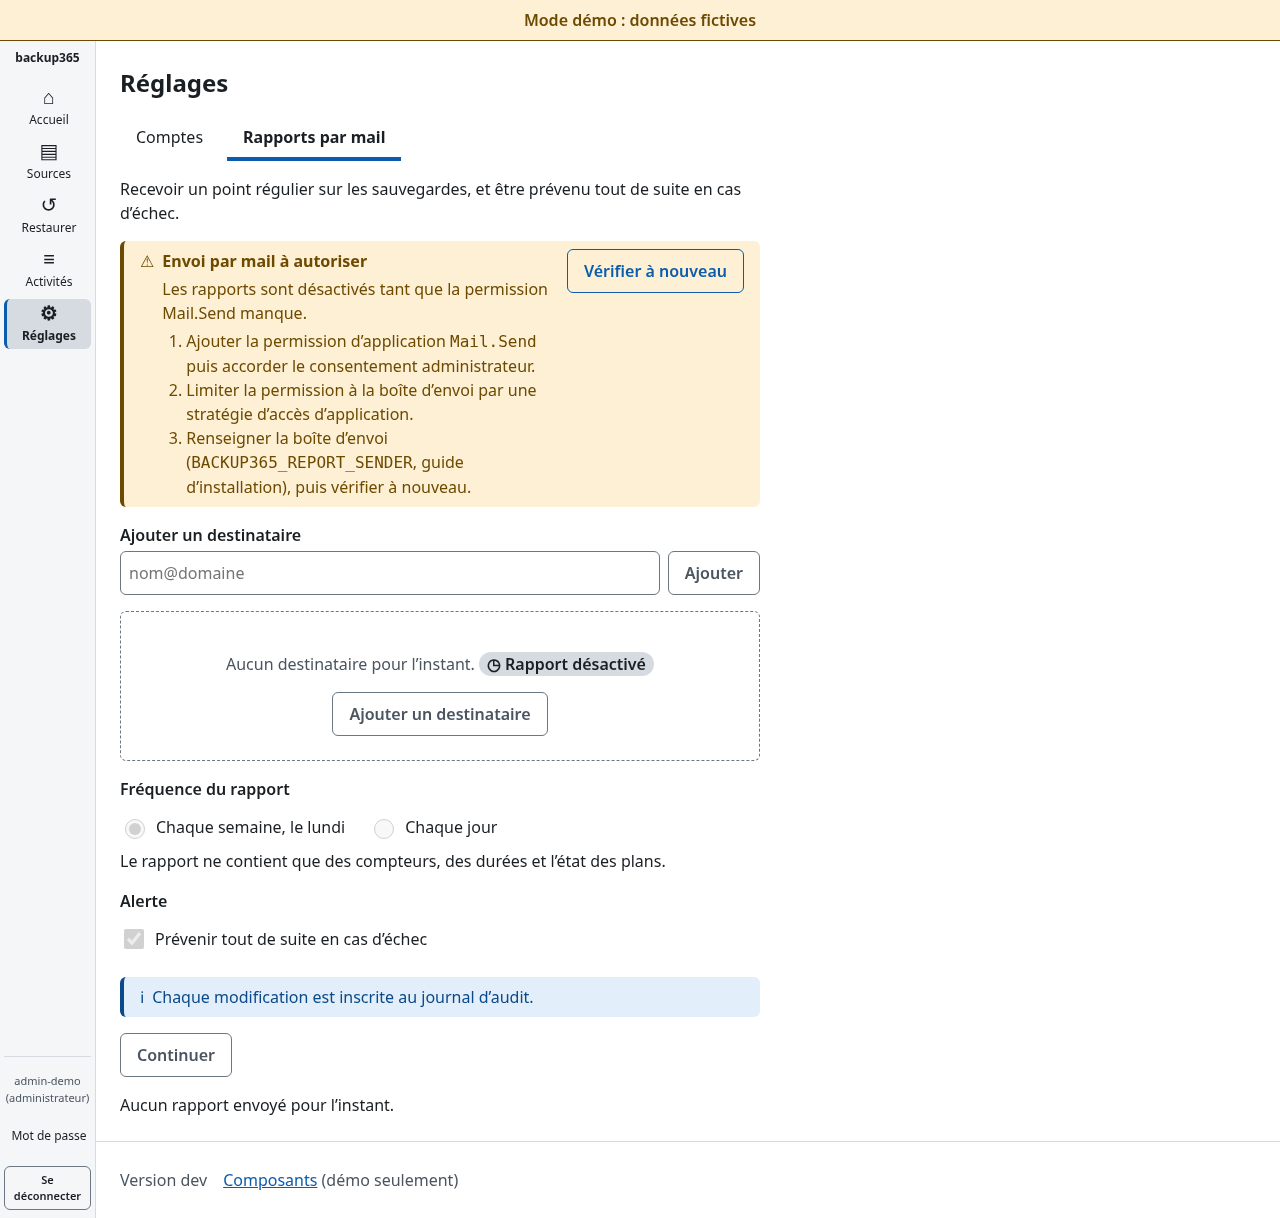 Mode démo : données fictives
backup365
Accueil
Sources
Restaurer
Activités
Réglages
admin-demo
(administrateur)
Mot de passe
Se
déconnecter
Réglages
Comptes
Rapports par mail
Recevoir un point régulier sur les sauvegardes, et être prévenu tout de suite en cas
d’échec.
⚠ Envoi par mail à autoriser
Vérifier à nouveau
Les rapports sont désactivés tant que la permission
Mail.Send manque.
1. Ajouter la permission d’application Mail.Send
puis accorder le consentement administrateur.
2. Limiter la permission à la boîte d’envoi par une
stratégie d’accès d’application.
3. Renseigner la boîte d’envoi
(BACKUP365_REPORT_SENDER, guide
d’installation), puis vérifier à nouveau.
Ajouter un destinataire
nom@domaine
Ajouter
Aucun destinataire pour l’instant. ◷ Rapport désactivé
Ajouter un destinataire
Fréquence du rapport
Chaque semaine, le lundi
Chaque jour
Le rapport ne contient que des compteurs, des durées et l’état des plans.
Alerte
Prévenir tout de suite en cas d’échec
i Chaque modification est inscrite au journal d’audit.
Continuer
Aucun rapport envoyé pour l’instant.
Version dev Composants (démo seulement)